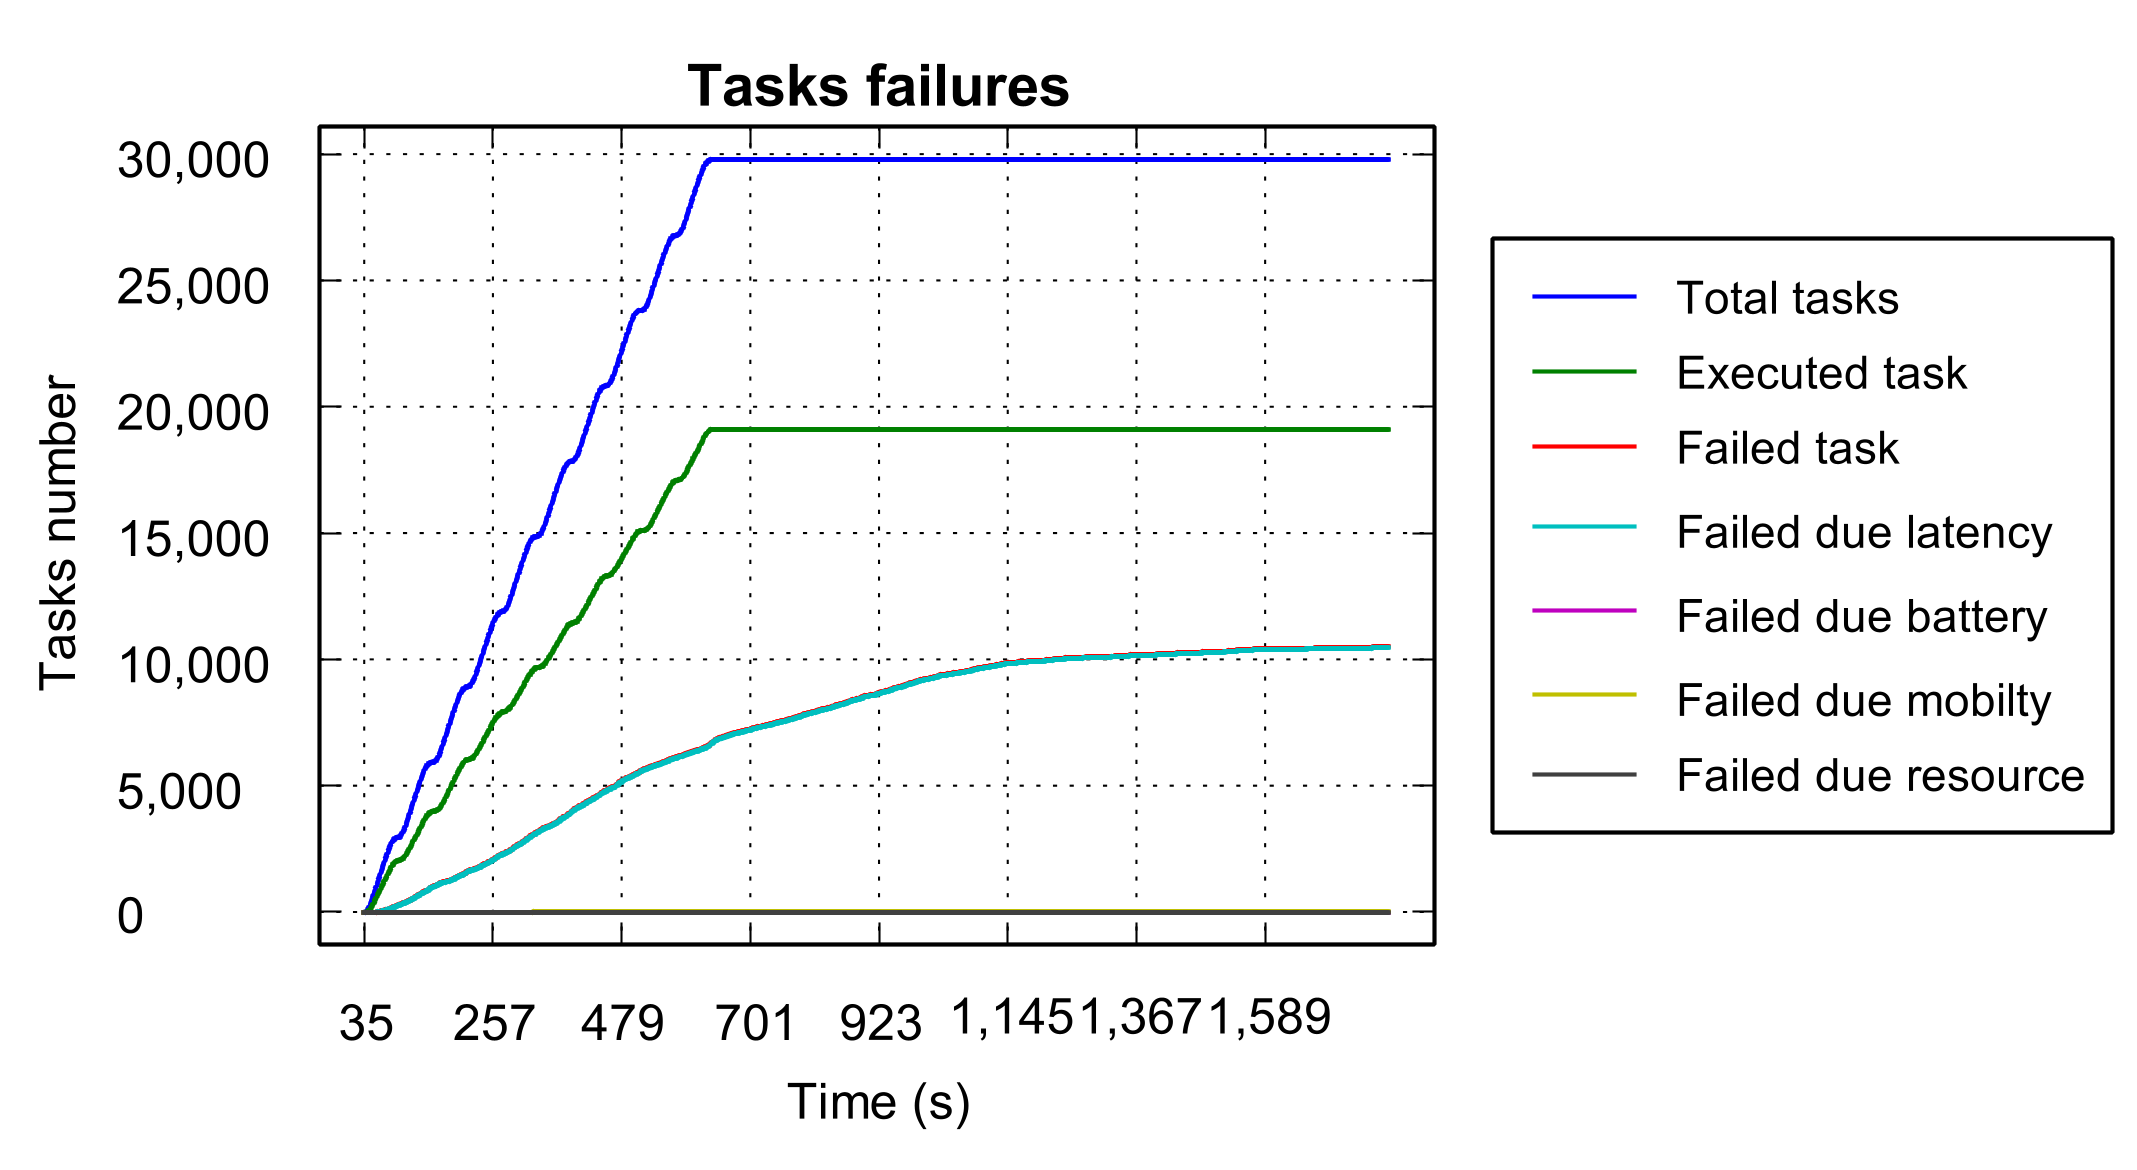 Tasks failures
30,000
25,000
20,000
15,000
10,000
5,000
0
Tasks number
35 257 479 701 923 1,145 1,367 1,589
Time (s)
Total tasks
Executed task
Failed task
Failed due latency
Failed due battery
Failed due mobilty
Failed due resource